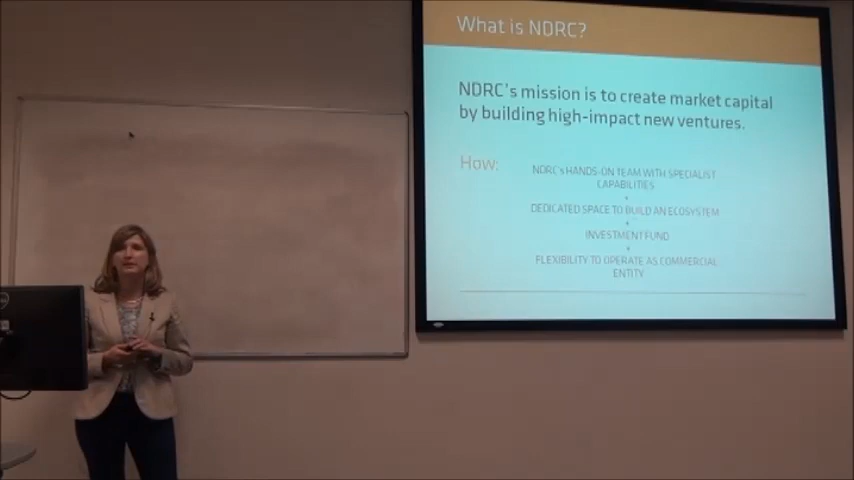 What is NDRC?
NDRC's mission is to create market capital
by building high-impact new ventures.
How:
NDRC's HANDS-ON TEAM WITH SPECIALIST
CAPABILITIES
DEDICATED SPACE TO BUILD AN ECOSYSTEM
INVESTMENT FUND
FLEXIBILITY TO OPERATE AS COMMERCIAL
ENTITY